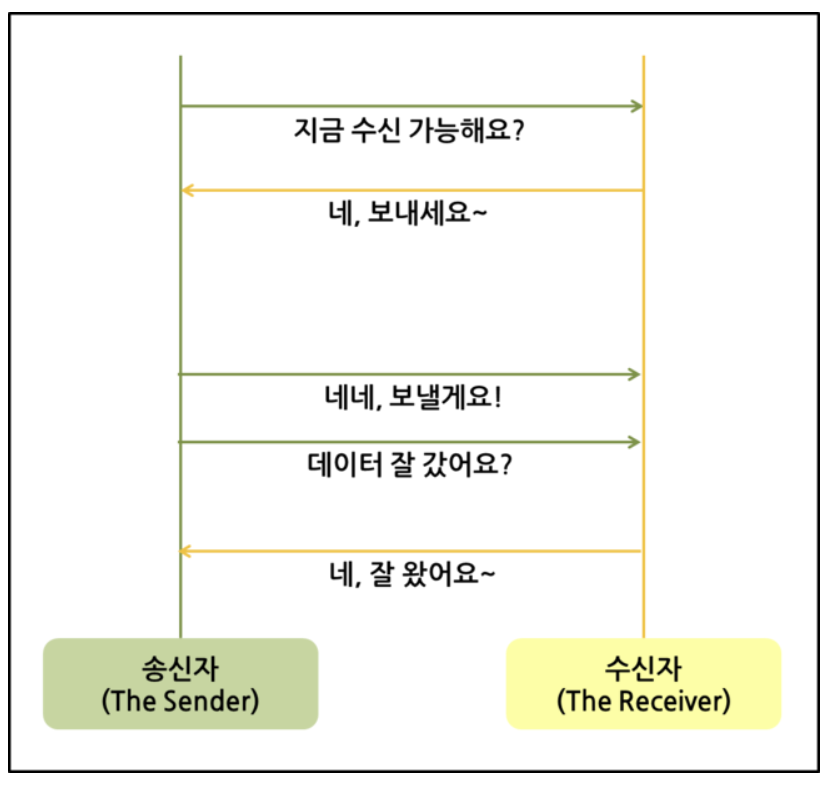 지금 수신 가능해요?
네, 보내세요~
네네, 보낼게요!
데이터 잘 갔어요?
네, 잘 왔어요~
송신자
(The Sender)
수신자
(The Receiver)